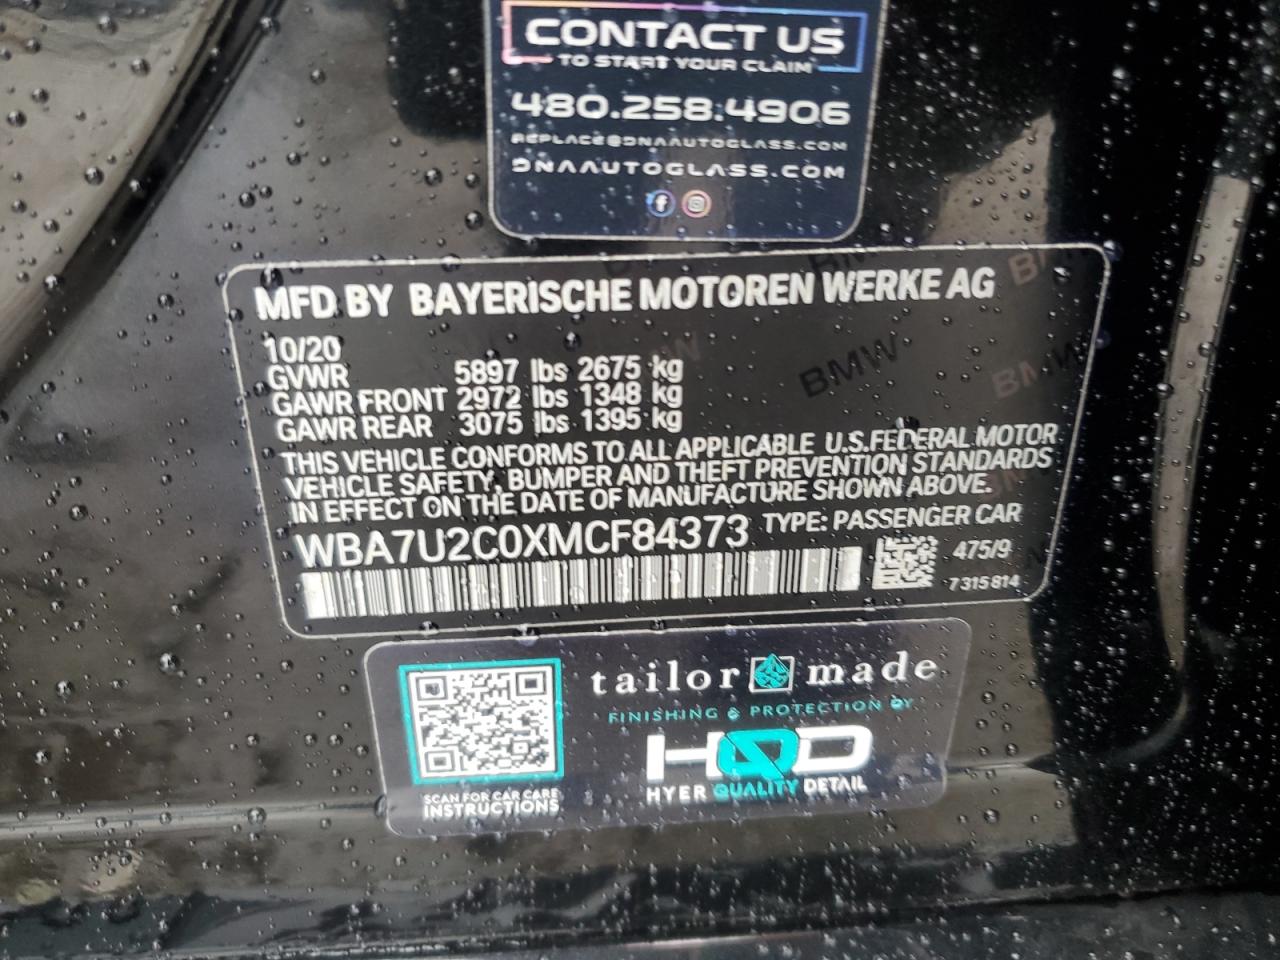 CONTACT US
TO START YOUR CLAIM
480.258.4906
REPLACE@DNAAUTOGLASS.COM
DNAAUTOGLASS.COM
MFD BY BAYERISCHE MOTOREN WERKE AG
10/20
GVWR 5897 lbs 2675 kg
GAWR FRONT 2972 lbs 1348 kg
GAWR REAR 3075 lbs 1395 kg
THIS VEHICLE CONFORMS TO ALL APPLICABLE U.S.FEDERAL MOTOR
VEHICLE SAFETY, BUMPER AND THEFT PREVENTION STANDARDS
IN EFFECT ON THE DATE OF MANUFACTURE SHOWN ABOVE.
WBA7U2C0XMCF84373 TYPE: PASSENGER CAR
475/9
7315814
BMW
BMW
BMW
tailor made
FINISHING & PROTECTION BY
HQD
HYER QUALITY DETAIL
SCAN FOR CAR CARE
INSTRUCTIONS